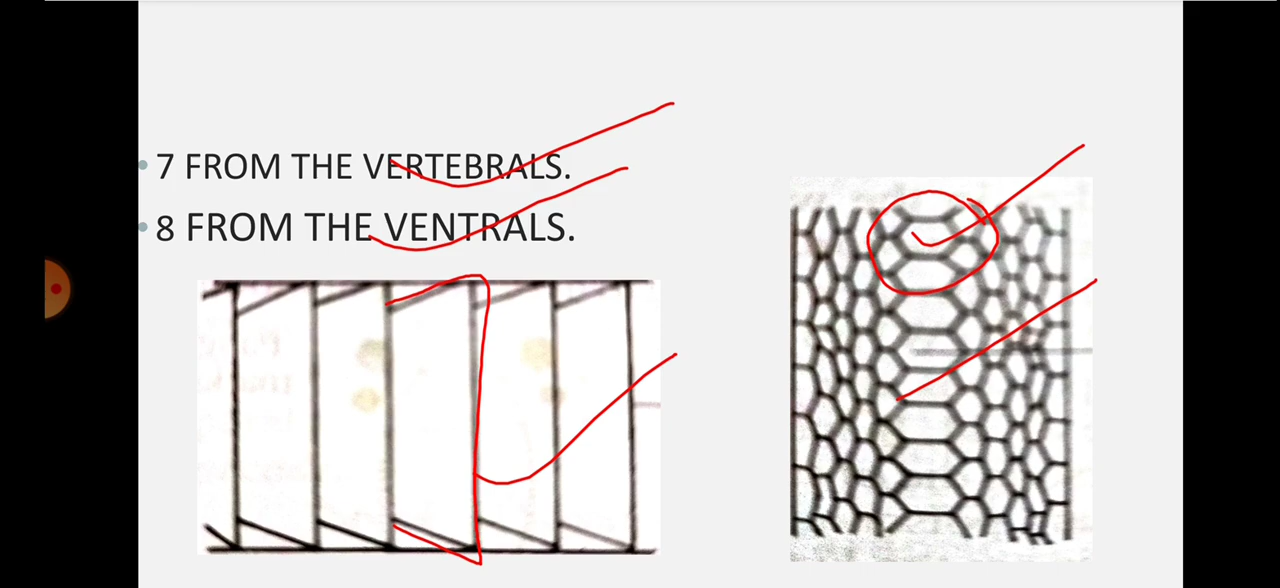 7 FROM THE VERTEBRALS.
8 FROM THE VENTRALS.